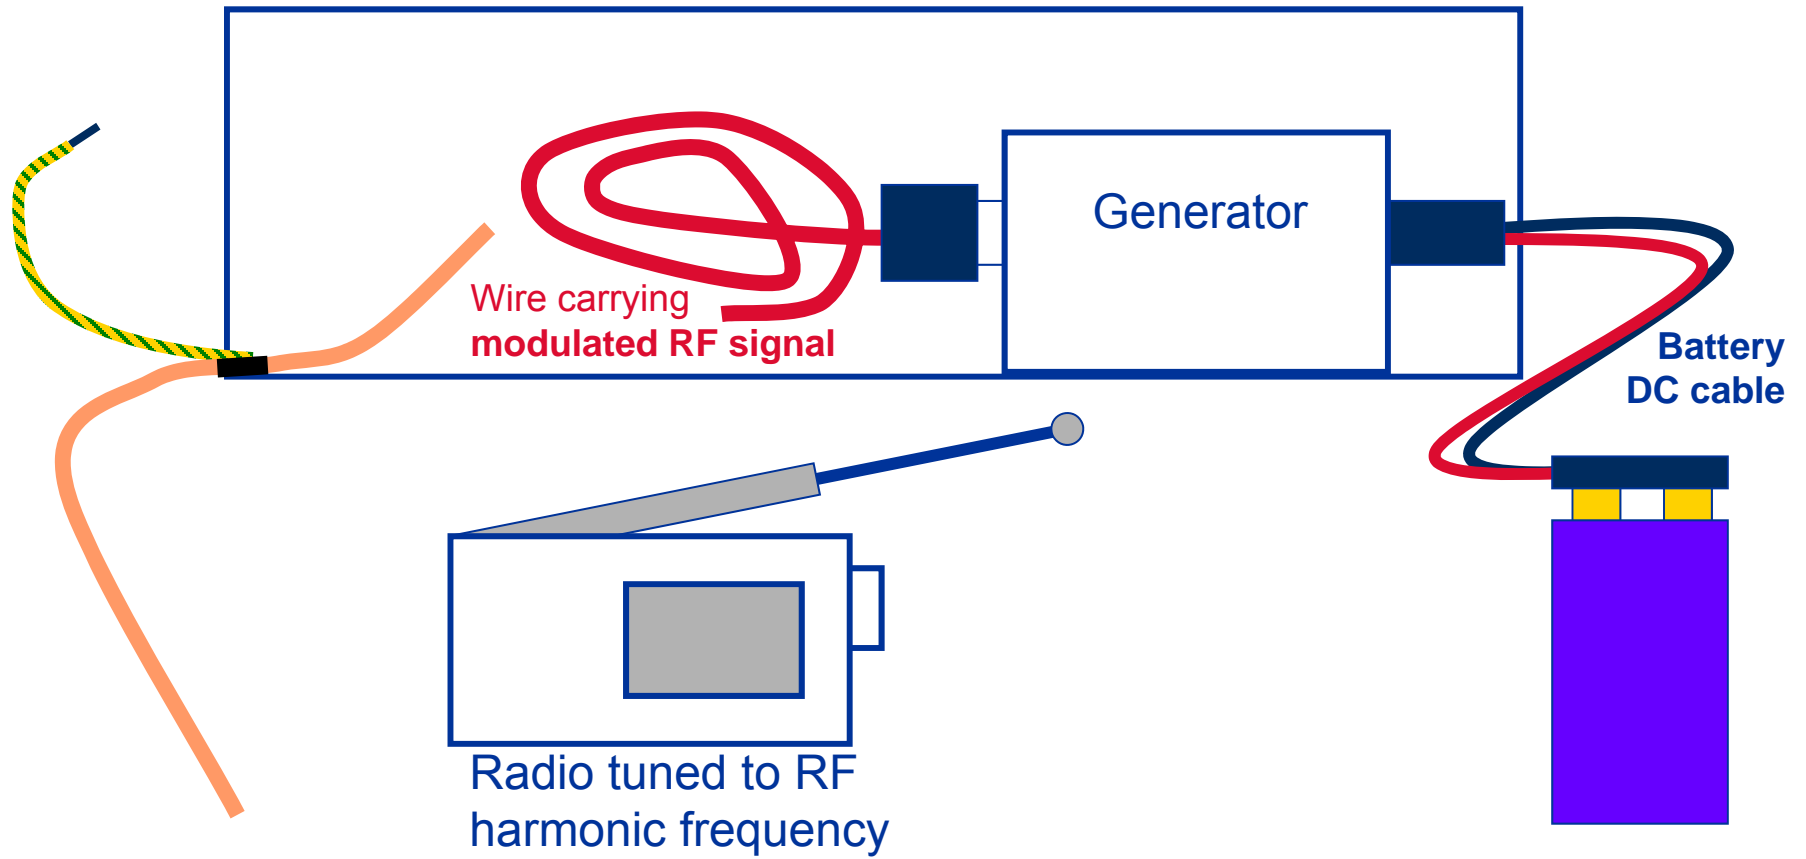 Generator
Wire carrying
modulated RF signal
Battery
DC cable
Radio tuned to RF
harmonic frequency